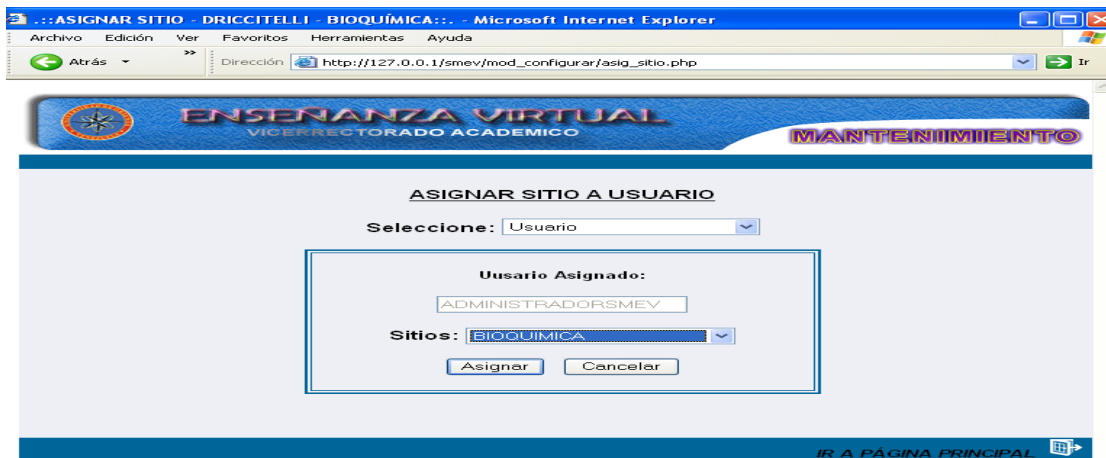 .::ASIGNAR SITIO - DRICCITELLI - BIOQUÍMICA::. - Microsoft Internet Explorer
Archivo Edición Ver Favoritos Herramientas Ayuda
Atrás » Dirección http://127.0.0.1/smev/mod_configurar/asig_sitio.php Ir
ENSEÑANZA VIRTUAL
VICERRECTORADO ACADEMICO
MANTENIMIENTO
ASIGNAR SITIO A USUARIO
Seleccione: Usuario
Uusario Asignado:
ADMINISTRADORSMEV
Sitios: BIOQUIMICA
Asignar Cancelar
IR A PÁGINA PRINCIPAL